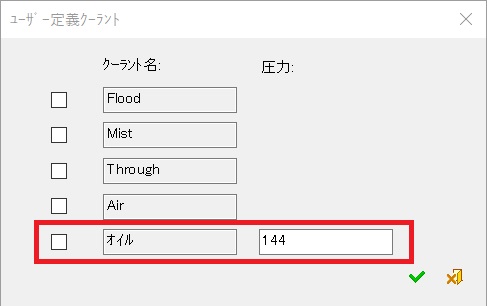 ﾕｰｻﾞｰ定義ｸｰﾗﾝﾄ
ｸｰﾗﾝﾄ名: 圧力:
Flood
Mist
Through
Air
ｵｲﾙ 144